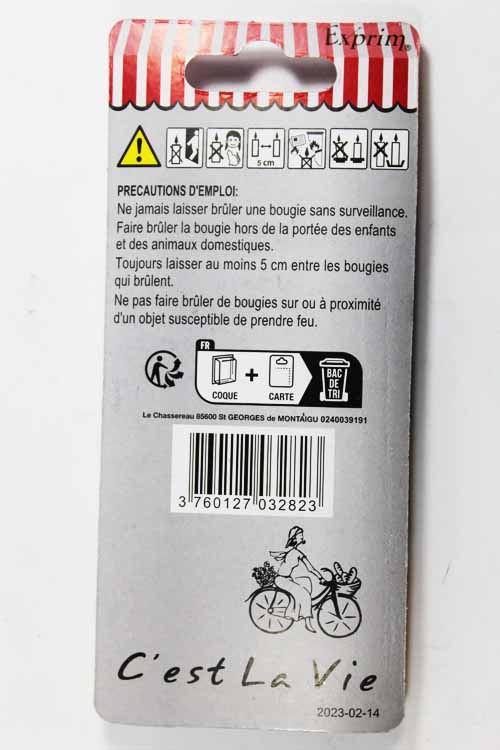 Exprim®
5 cm
PRECAUTIONS D'EMPLOI:
Ne jamais laisser brûler une bougie sans surveillance.
Faire brûler la bougie hors de la portée des enfants
et des animaux domestiques.
Toujours laisser au moins 5 cm entre les bougies
qui brûlent.
Ne pas faire brûler de bougies sur ou à proximité
d'un objet susceptible de prendre feu.
FR
COQUE + CARTE
BAC
DE
TRI
Le Chassereau 85600 St GEORGES de MONTAIGU 0240039191
3 760127 032823
C'est La Vie
2023-02-14